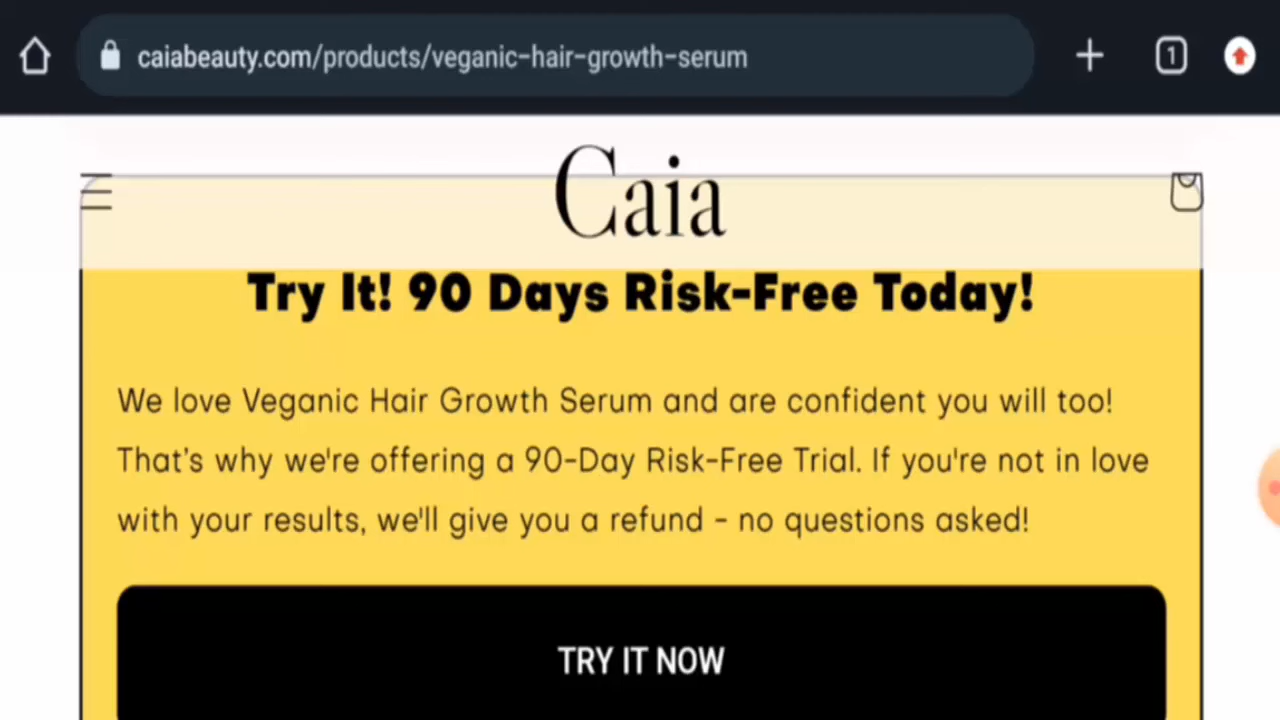 caiabeauty.com/products/veganic-hair-growth-serum
1
Caia
Try It! 90 Days Risk-Free Today!
We love Veganic Hair Growth Serum and are confident you will too!
That's why we're offering a 90-Day Risk-Free Trial. If you're not in love
with your results, we'll give you a refund - no questions asked!
TRY IT NOW